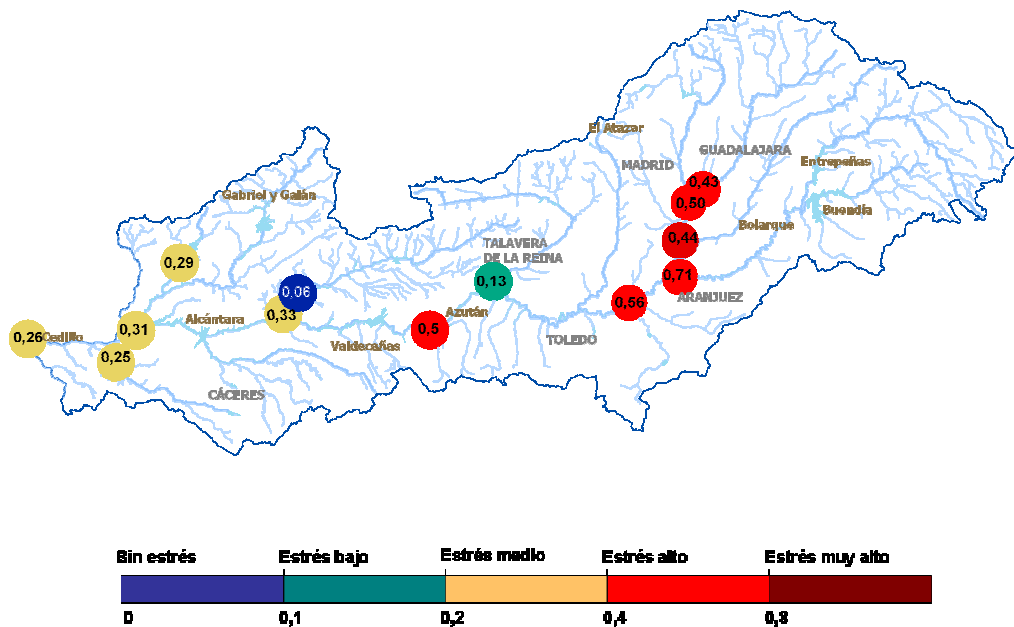 El Atazar
MADRID
GUADALAJARA
Entrepeñas
0,43
Gabriel y Galán
0,50
Buendía
Bolarque
0,44
TALAVERA
DE LA REINA
0,29
0,71
0,13
0,06
ARANJUEZ
0,56
0,33
Azután
Alcántara
0,31
0,5
0,26
Cedillo
TOLEDO
Valdecañas
0,25
CÁCERES
Sin estrés
Estrés bajo
Estrés medio
Estrés alto
Estrés muy alto
0
0,1
0,2
0,4
0,8